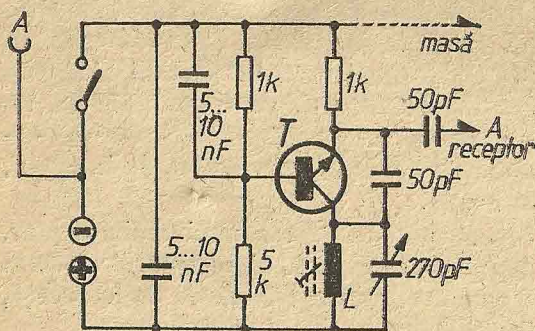 A
masă
1k
1k
5...
10
nF
T
50pF
A
receptor
50pF
5...10
nF
5
k
L
270pF
−
+